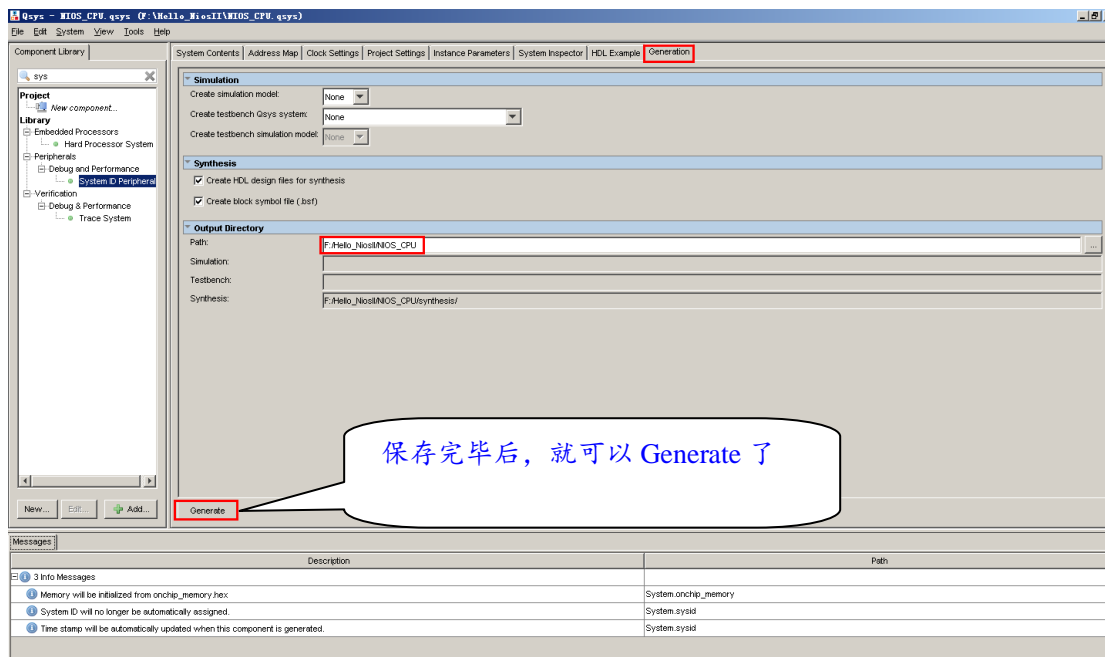 Qsys - NIOS_CPU.qsys (F:\Hello_NiosII\NIOS_CPU.qsys)
File Edit System View Tools Help
Component Library
System Contents Address Map Clock Settings Project Settings Instance Parameters System Inspector HDL Example Generation
sys
Project
New component...
Library
Embedded Processors
Hard Processor System
Peripherals
Debug and Performance
System ID Peripheral
Verification
Debug & Performance
Trace System
New... Edit... Add...
Simulation
Create simulation model: None
Create testbench Qsys system: None
Create testbench simulation model: None
Synthesis
Create HDL design files for synthesis
Create block symbol file (.bsf)
Output Directory
Path: F:/Hello_NiosII/NIOS_CPU ...
Simulation:
Testbench:
Synthesis: F:/Hello_NiosII/NIOS_CPU/synthesis/
保存完毕后，就可以 Generate 了
Generate
Messages
Description Path
3 Info Messages
Memory will be initialized from onchip_memory.hex System.onchip_memory
System ID will no longer be automatically assigned. System.sysid
Time stamp will be automatically updated when this component is generated. System.sysid